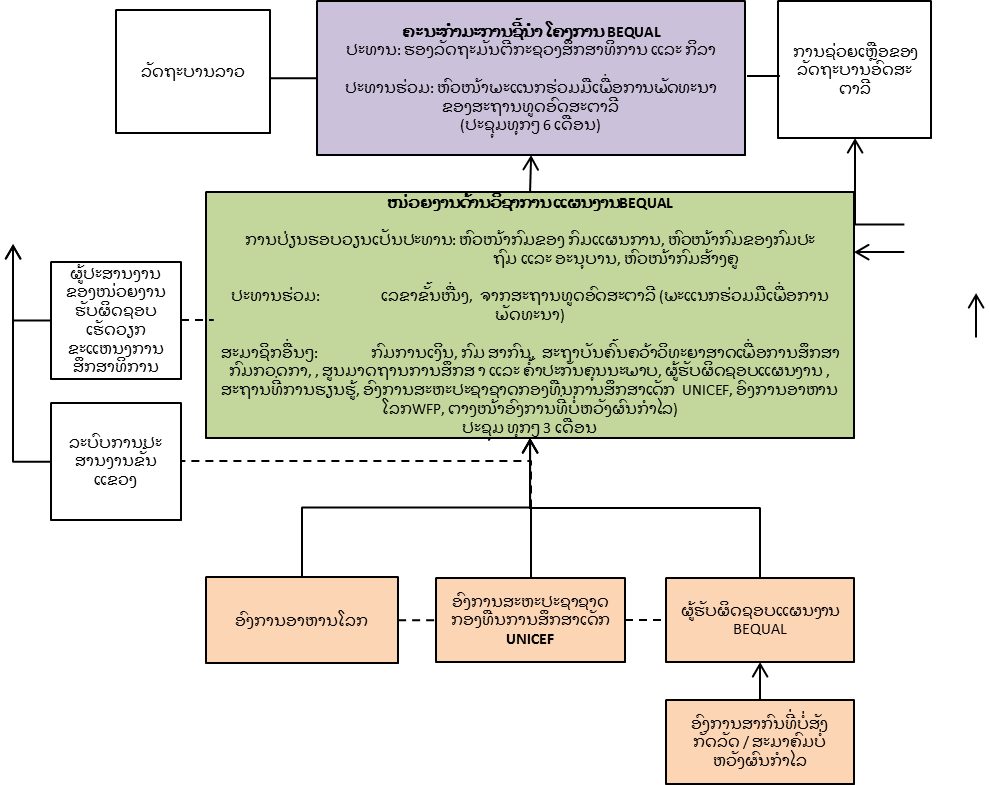 ຄະນະກຳມະການຊີ້ນຳ ໂຄງການ BEQUAL
ປະທານ: ຮອງລັດຖະມັນຕີກະຊວງສຶກສາທິການ ແລະ ກິລາ
ປະທານຮ່ວມ: ຫົວໜ້າພະແນກຮ່ວມມືເພື່ອການພັດທະນາ
ຂອງສະຖານທູດອົດສະຕາລີ
(ປະຊຸມທຸກໆ 6 ເດືອນ)
ລັດຖະບານລາວ
ການຊ່ວຍເຫຼືອຂອງ
ລັດຖະບານອົດສະ
ຕາລີ
ໜ່ວຍງານດ້ານວິຊາການແຜນງານBEQUAL
ການປ່ຽນຮອບວຽນເປັນປະທານ: ຫົວໜ້າກົມຂອງ ກົມແຜນການ, ຫົວໜ້າກົມຂອງກົມປະ
ຖົມ ແລະ ອະນຸບານ, ຫົວໜ້າກົມສ້າງຄູ
ປະທານຮ່ວມ: ເລຂາຂັ້ນໜຶ່ງ, ຈາກສະຖານທູດອົດສະຕາລີ (ພະແນກຮ່ວມມືເພື່ອການ
ພັດທະນາ)
ສະມາຊິກອື່ນໆ: ກົມການເງິນ, ກົມ ສາກົນ, ສະຖາບັນຄົ້ນຄວ້າວິທະຍາສາດເພື່ອການສຶກສາ
ກົມກວດກາ, , ສູນມາດຖານການສຶກສ າ ແລະ ຄ້ຳປະກັນຄຸນນະພາບ, ຜູ້ຮັບຜິດຊອບແຜນງານ ,
ສະຖານທີ່ການຮຽນຮູ້, ອົງການສະຫະປະຊາຊາດກອງທືນການສຶກສາເດັກ UNICEF, ອົງການອາຫານ
ໂລກWFP, ຕາງໜ້າອົງການທີ່ບໍ່ຫວັງຜົນກຳໄລ)
ປະຊຸມ ທຸກໆ 3 ເດືອນ
ຜູ້ປະສານງານ
ຂອງໜ່ວຍງານ
ຮັບຜິດຊອບ
ເຮັດວຽກ
ຂະແໜງການ
ສຶກສາທິການ
ລະບົບການປະ
ສານງານຂັ້ນ
ແຂວງ
ອົງການອາຫານໂລກ
ອົງການສະຫະປະຊາຊາດ
ກອງທືນການສຶກສາເດັກ
UNICEF
ຜູ້ຮັບຜິດຊອບແຜນງານ
BEQUAL
ອົງການສາກົນທີ່ບໍ່ສັງ
ກັດລັດ / ສະມາຄົມບໍ່
ຫວັງຜົນກຳໄລ